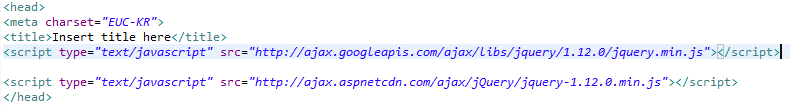 <head>
<meta charset="EUC-KR">
<title>Insert title here</title>
<script type="text/javascript" src="http://ajax.googleapis.com/ajax/libs/jquery/1.12.0/jquery.min.js"></script>
<script type="text/javascript" src="http://ajax.aspnetcdn.com/ajax/jQuery/jquery-1.12.0.min.js"></script>
</head>